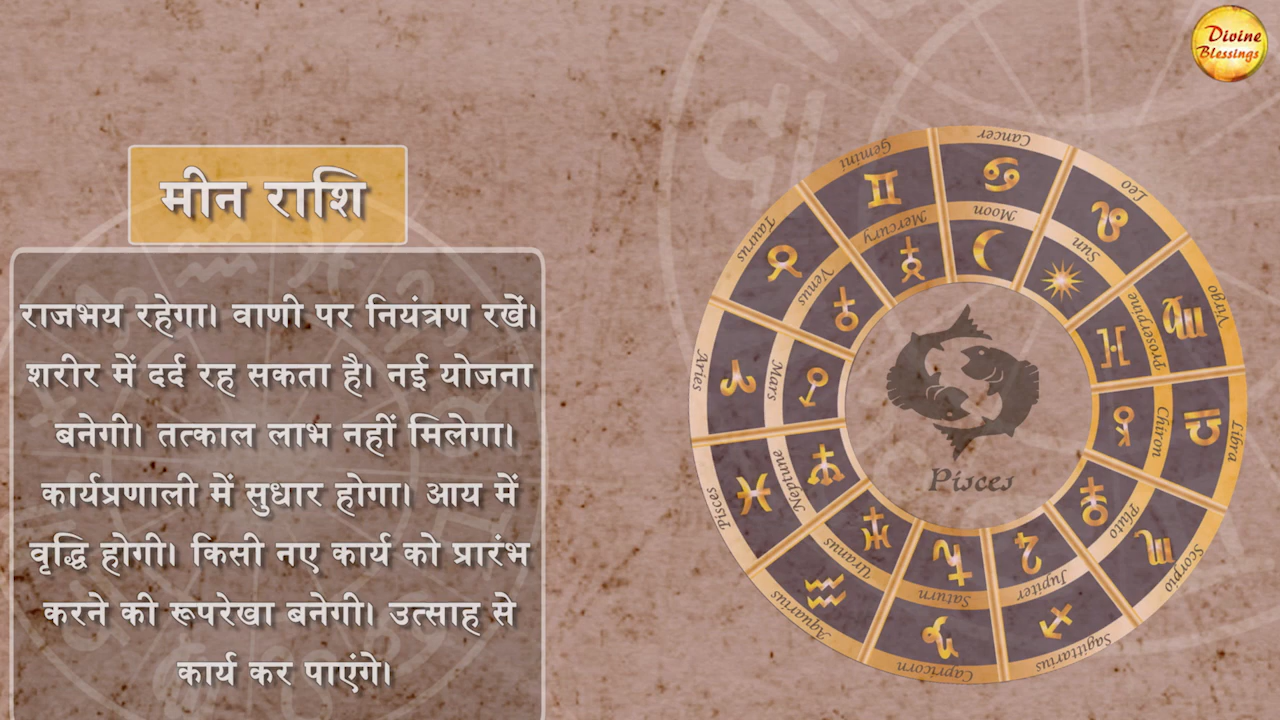 Divine
Blessings
मीन राशि
राजभय रहेगा। वाणी पर नियंत्रण रखें।
शरीर में दर्द रह सकता है। नई योजना
बनेगी। तत्काल लाभ नहीं मिलेगा।
कार्यप्रणाली में सुधार होगा। आय में
वृद्धि होगी। किसी नए कार्य को प्रारंभ
करने की रूपरेखा बनेगी। उत्साह से
कार्य कर पाएंगे।
Cancer
Leo
Virgo
Libra
Scorpio
Sagittarius
Capricorn
Aquarius
Pisces
Aries
Taurus
Gemini
Moon
Sun
Proserpine
Chiron
Pluto
Jupiter
Saturn
Uranus
Neptune
Mars
Venus
Mercury
Pisces